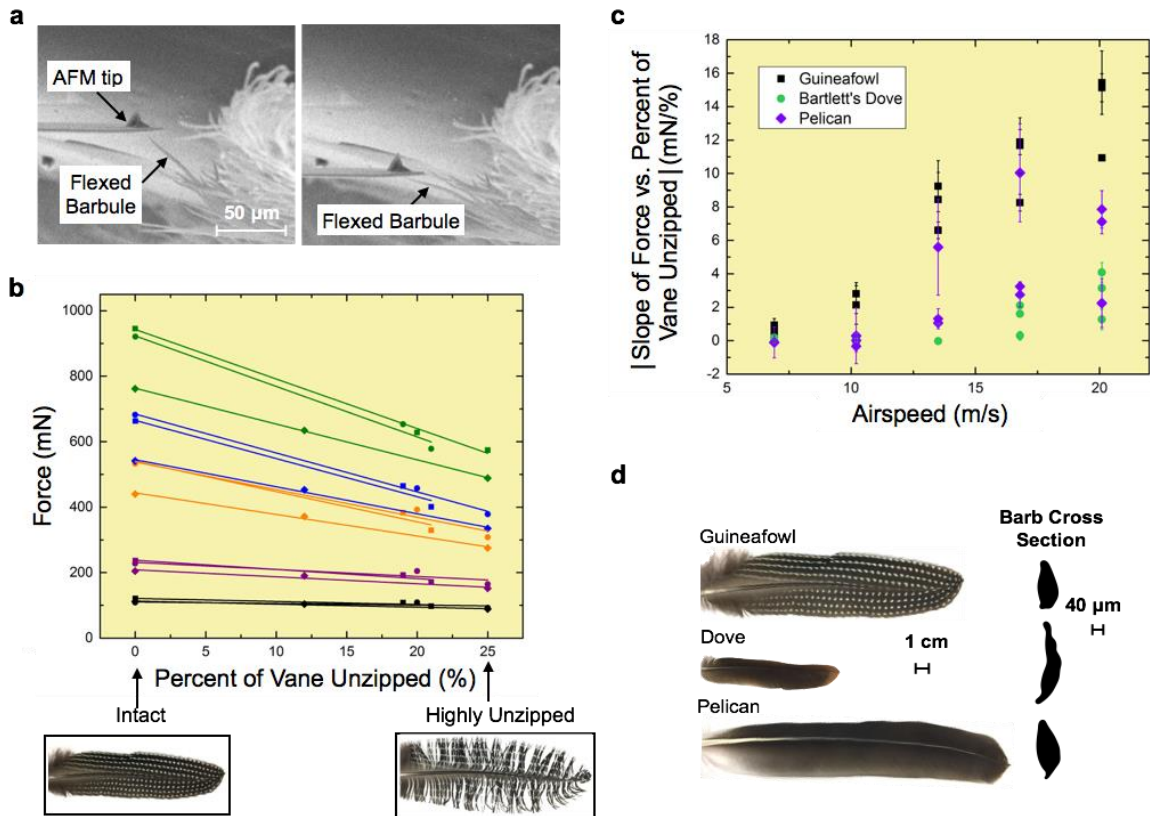 a
AFM tip
Flexed
Barbule
50 µm
Flexed Barbule
b
Force (mN)
1000
800
600
400
200
0
0
5
10
15
20
25
Percent of Vane Unzipped (%)
Intact
Highly Unzipped
c
|Slope of Force vs. Percent of
Vane Unzipped| (mN/%)
18
16
14
12
10
8
6
4
2
0
-2
Guineafowl
Bartlett's Dove
Pelican
5
10
15
20
Airspeed (m/s)
d
Guineafowl
Dove
Pelican
1 cm
Barb Cross
Section
40 µm